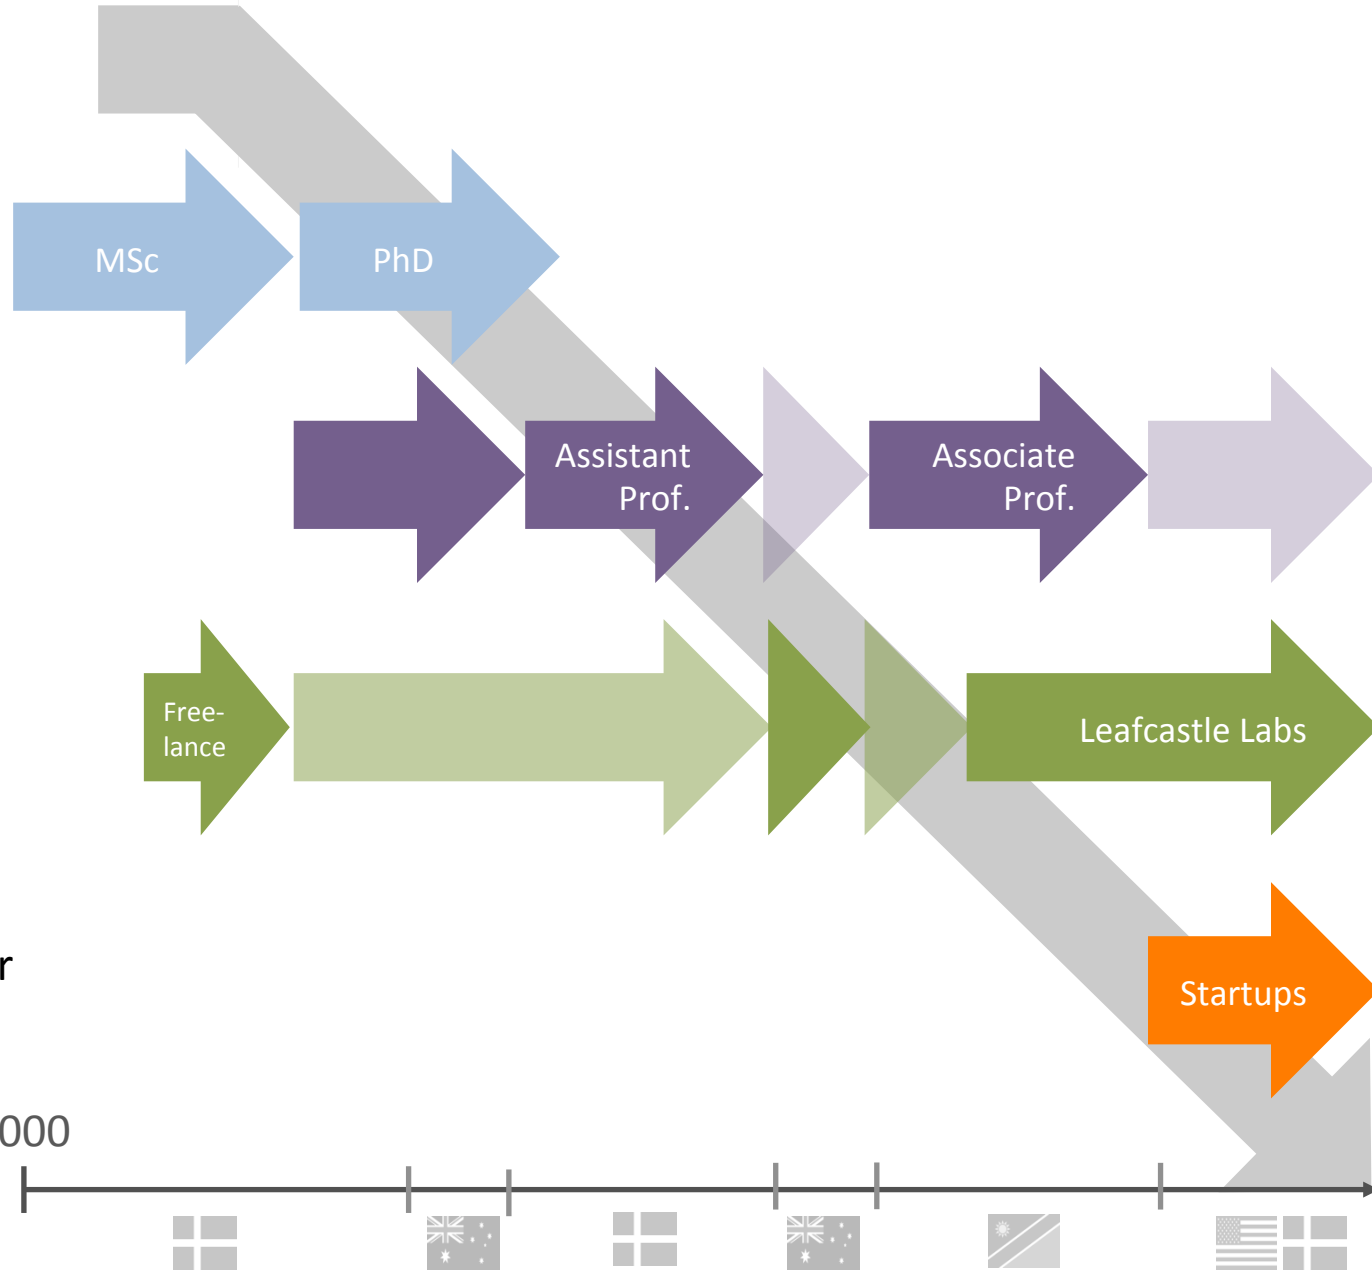 MSc
PhD
Assistant
Prof.
Associate
Prof.
Free-
lance
Leafcastle Labs
r
Startups
000